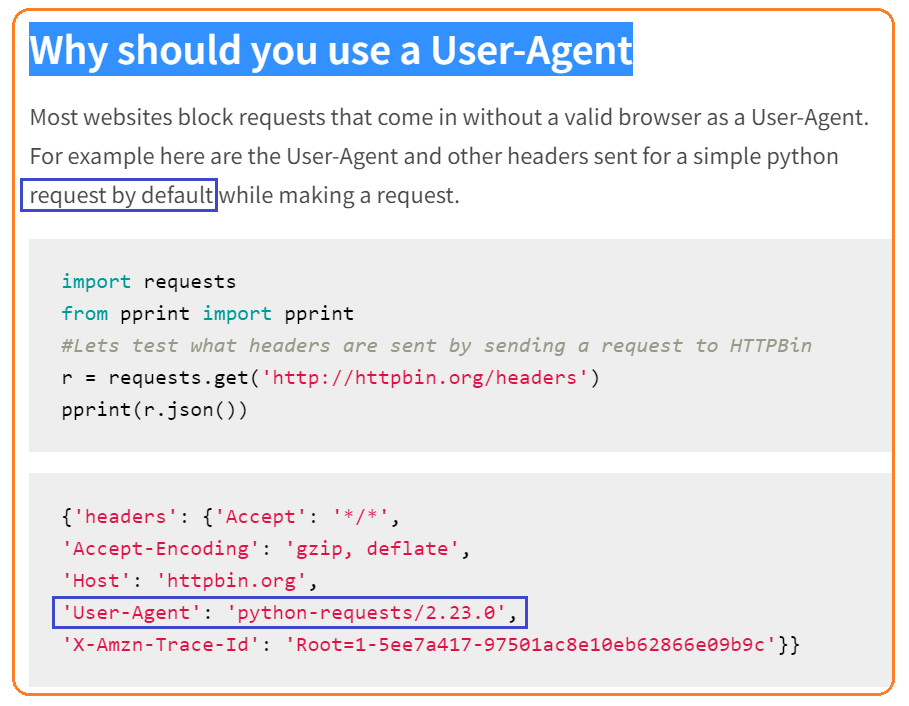 Why should you use a User-Agent
Most websites block requests that come in without a valid browser as a User-Agent.
For example here are the User-Agent and other headers sent for a simple python
request by default while making a request.
import requests
from pprint import pprint
#Lets test what headers are sent by sending a request to HTTPBin
r = requests.get('http://httpbin.org/headers')
pprint(r.json())
{'headers': {'Accept': '*/*',
'Accept-Encoding': 'gzip, deflate',
'Host': 'httpbin.org',
'User-Agent': 'python-requests/2.23.0',
'X-Amzn-Trace-Id': 'Root=1-5ee7a417-97501ac8e10eb62866e09b9c'}}